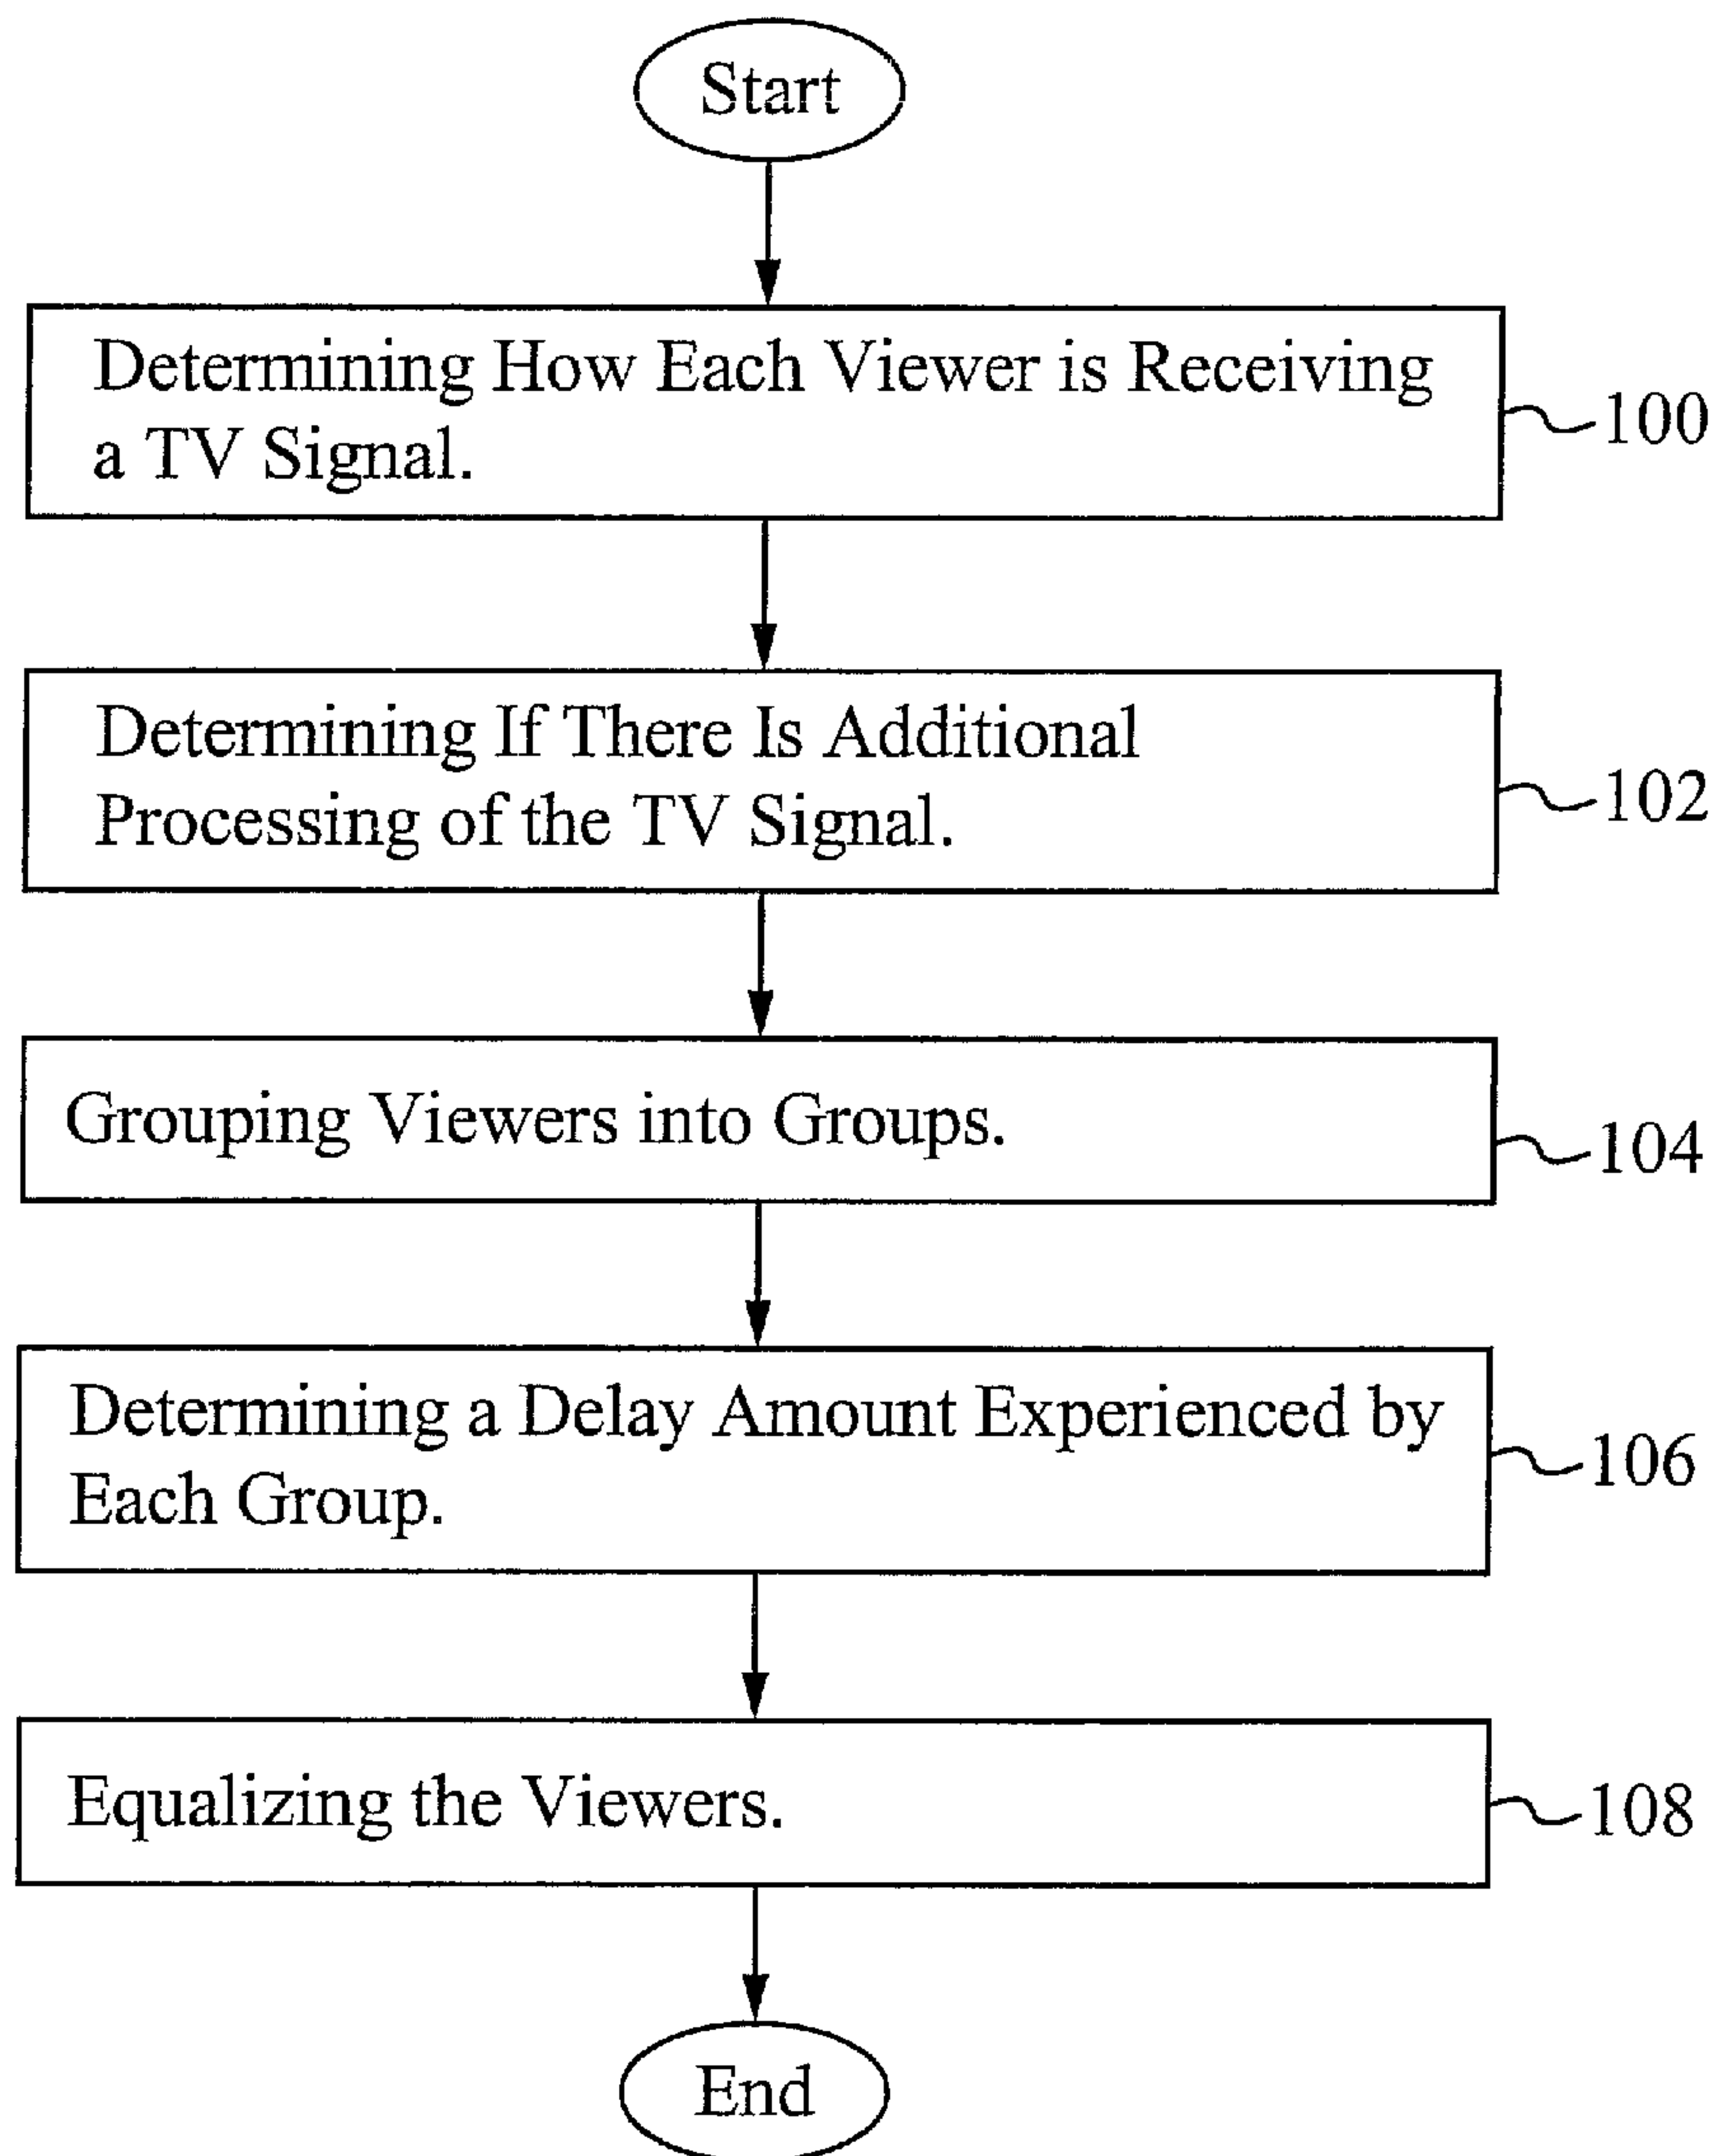 Start
Determining How Each Viewer is Receiving
a TV Signal.
100
Determining If There Is Additional
Processing of the TV Signal.
102
Grouping Viewers into Groups.
104
Determining a Delay Amount Experienced by
Each Group.
106
Equalizing the Viewers.
108
End